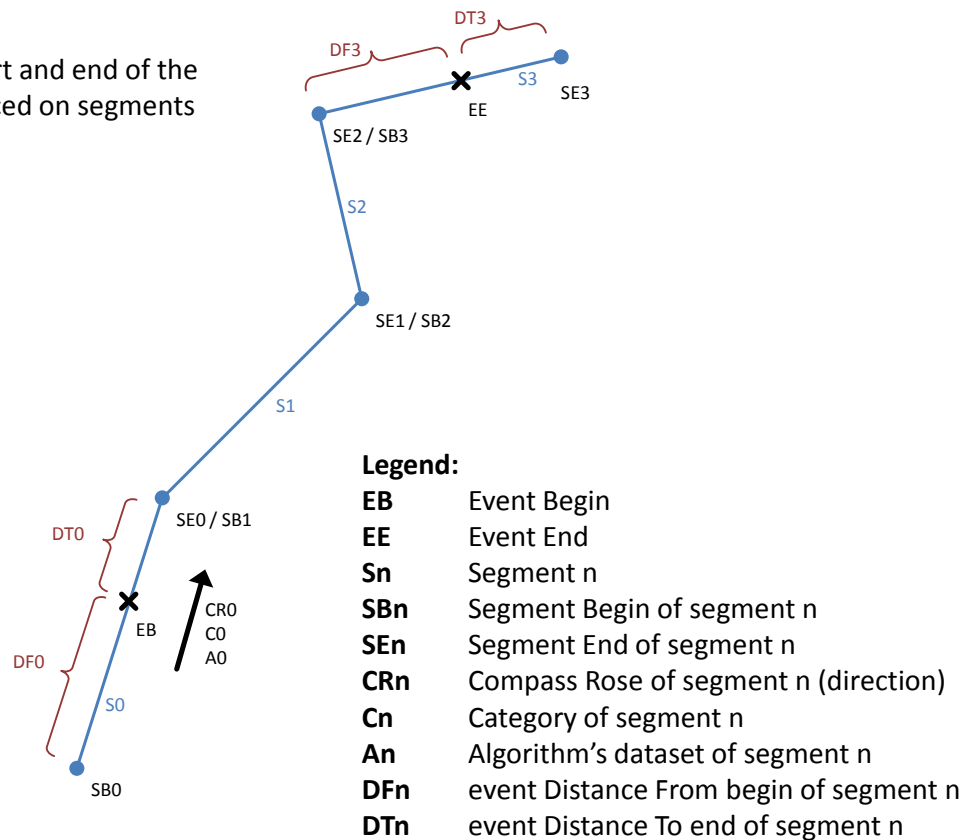 DT3
DF3
rt and end of the
S3
SE3
ced on segments
EE
SE2 / SB3
S2
SE1 / SB2
S1
Legend:
EB Event Begin
SE0 / SB1
DT0
EE Event End
Sn Segment n
CR0
SBn Segment Begin of segment n
EB
C0
SEn Segment End of segment n
A0
DF0
CRn Compass Rose of segment n (direction)
S0
Cn Category of segment n
An Algorithm's dataset of segment n
SB0
DFn event Distance From begin of segment n
DTn event Distance To end of segment n